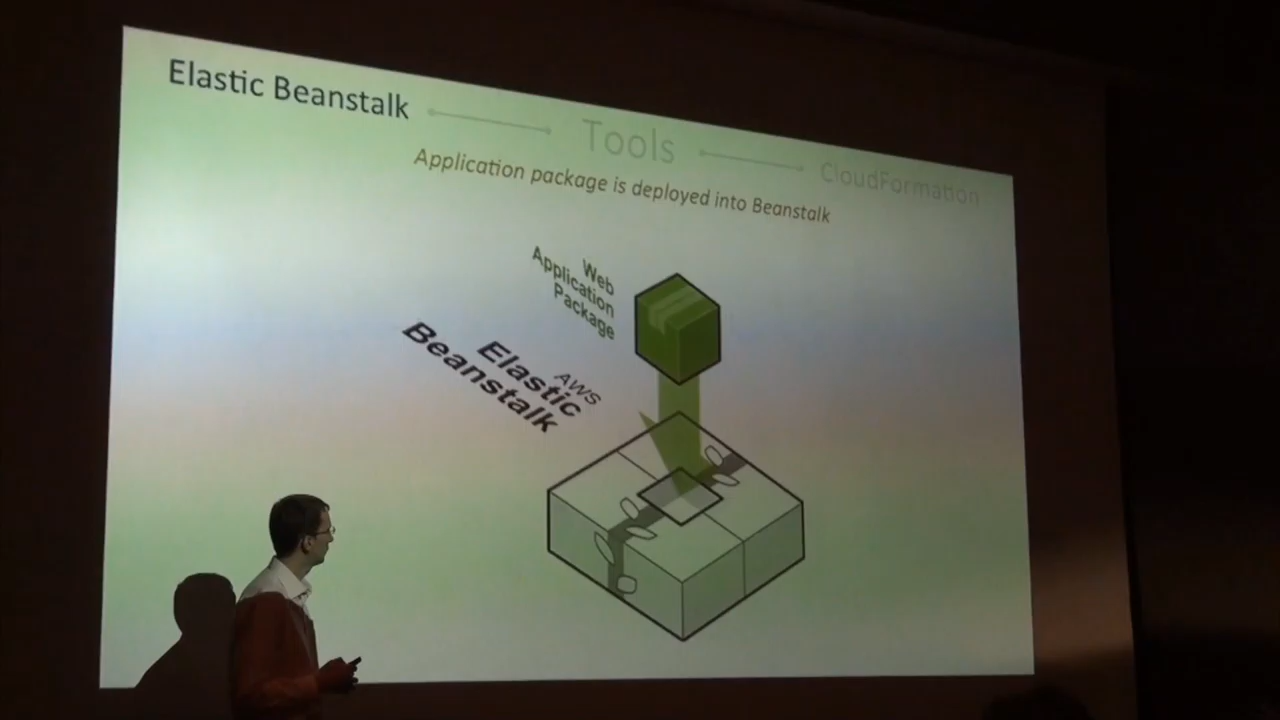 Elastic Beanstalk
Tools
CloudFormation
Application package is deployed into Beanstalk
Web
Application
Package
AWS
Elastic
Beanstalk